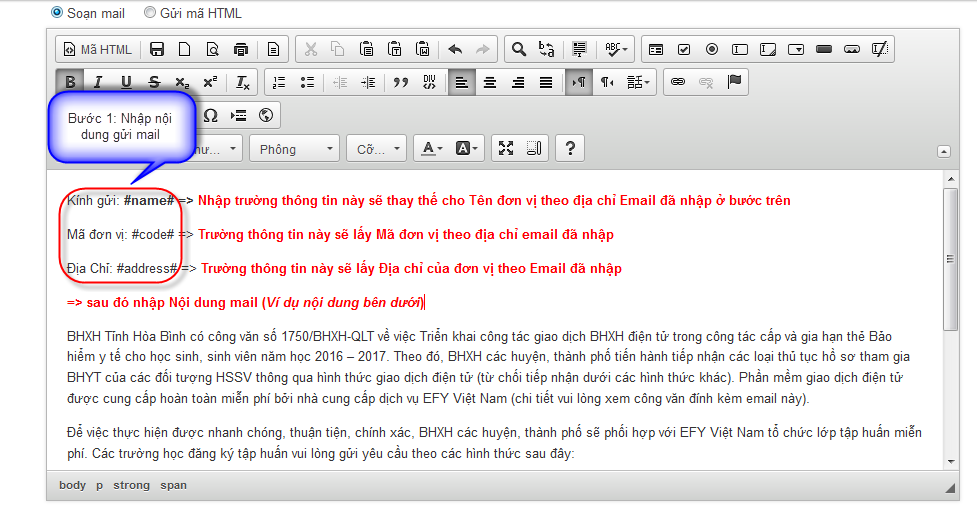 Soạn mail Gửi mã HTML
Mã HTML
ABC
B I U S x₂ x² Iₓ
DIV
話
Ω
Bước 1: Nhập nội
dung gửi mail
Phông Cỡ... A A ?
Kính gửi: #name# => Nhập trường thông tin này sẽ thay thế cho Tên đơn vị theo địa chỉ Email đã nhập ở bước trên
Mã đơn vị: #code# => Trường thông tin này sẽ lấy Mã đơn vị theo địa chỉ email đã nhập
Địa Chỉ: #address# => Trường thông tin này sẽ lấy Địa chỉ của đơn vị theo Email đã nhập
=> sau đó nhập Nội dung mail (Ví dụ nội dung bên dưới)
BHXH Tỉnh Hòa Bình có công văn số 1750/BHXH-QLT về việc Triển khai công tác giao dịch BHXH điện tử trong công tác cấp và gia hạn thẻ Bảo
hiểm y tế cho học sinh, sinh viên năm học 2016 – 2017. Theo đó, BHXH các huyện, thành phố tiến hành tiếp nhận các loại thủ tục hồ sơ tham gia
BHYT của các đối tượng HSSV thông qua hình thức giao dịch điện tử (từ chối tiếp nhận dưới các hình thức khác). Phần mềm giao dịch điện tử
được cung cấp hoàn toàn miễn phí bởi nhà cung cấp dịch vụ EFY Việt Nam (chi tiết vui lòng xem công văn đính kèm email này).
Để việc thực hiện được nhanh chóng, thuận tiện, chính xác, BHXH các huyện, thành phố sẽ phối hợp với EFY Việt Nam tổ chức lớp tập huấn miễn
phí. Các trường học đăng ký tập huấn vui lòng gửi yêu cầu theo các hình thức sau đây:
body p strong span